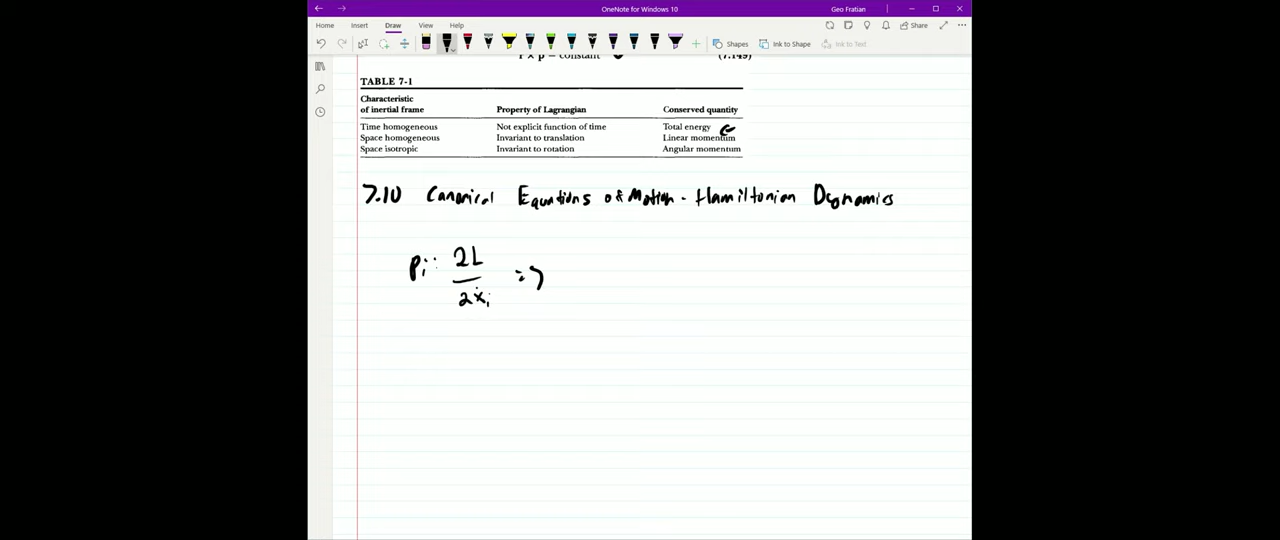 OneNote for Windows 10
Geo Fratian
Home Insert Draw View Help
Share
Shapes Ink to Shape Ink to Text
r × p = constant (7.149)
TABLE 7-1
Characteristic of inertial frame Property of Lagrangian Conserved quantity
Time homogeneous Not explicit function of time Total energy
Space homogeneous Invariant to translation Linear momentum
Space isotropic Invariant to rotation Angular momentum
7.10 Canonical Equations of Motion - Hamiltonian Dynamics
Pi = ∂L / ∂ẋi =>